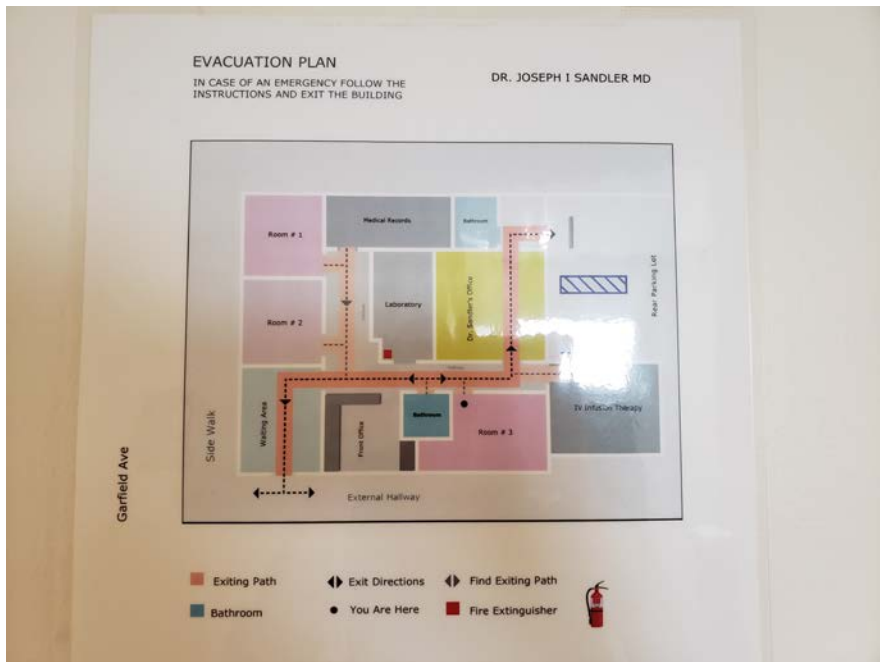 EVACUATION PLAN
IN CASE OF AN EMERGENCY FOLLOW THE
INSTRUCTIONS AND EXIT THE BUILDING
DR. JOSEPH I SANDLER MD
Medical Records
Bathroom
Room # 1
Laboratory
Dr. Sandler's Office
Rear Parking Lot
Room # 2
Waiting Area
Front Office
Bathroom
Room # 3
IV Infusion Therapy
Side Walk
Garfield Ave
External Hallway
Exiting Path
Exit Directions
Find Exiting Path
Bathroom
You Are Here
Fire Extinguisher